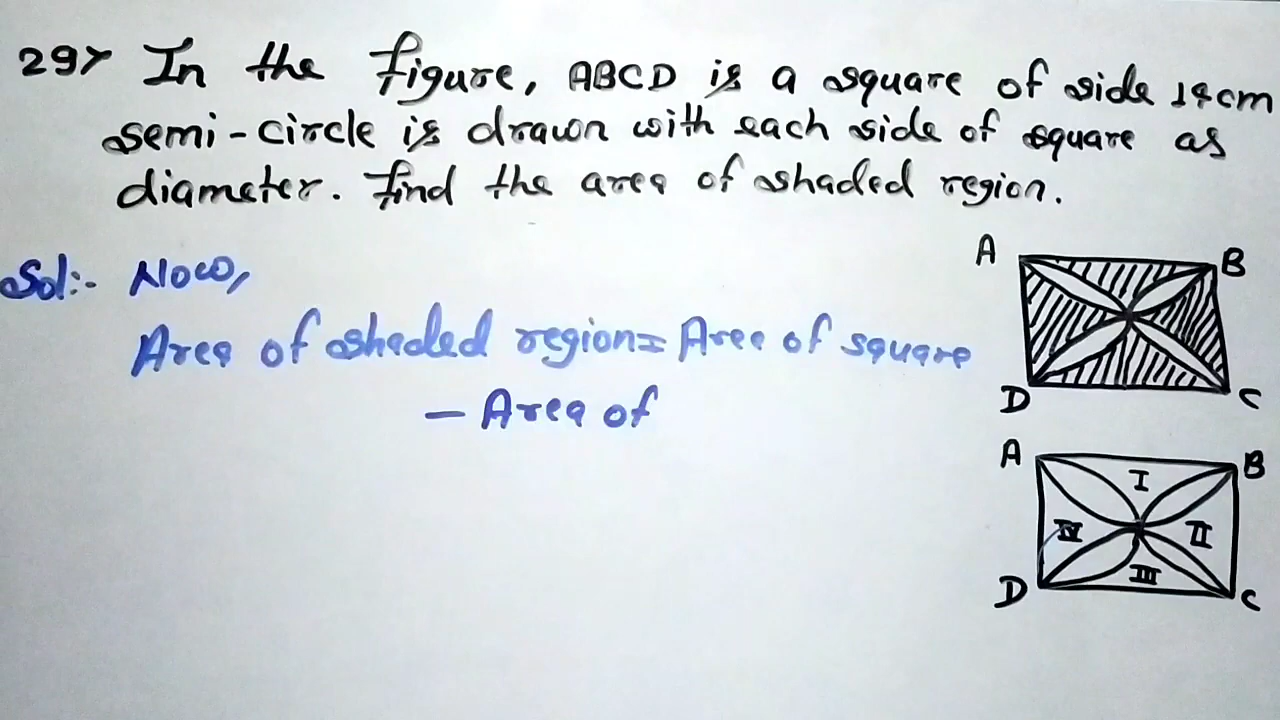 29> In the figure, ABCD is a square of side 14cm
semi-circle is drawn with each side of square as
diameter. find the area of shaded region.
Sol:- Now,
Area of shaded region = Area of square
- Area of
A
B
D
C
A
B
I
IV
II
III
D
C